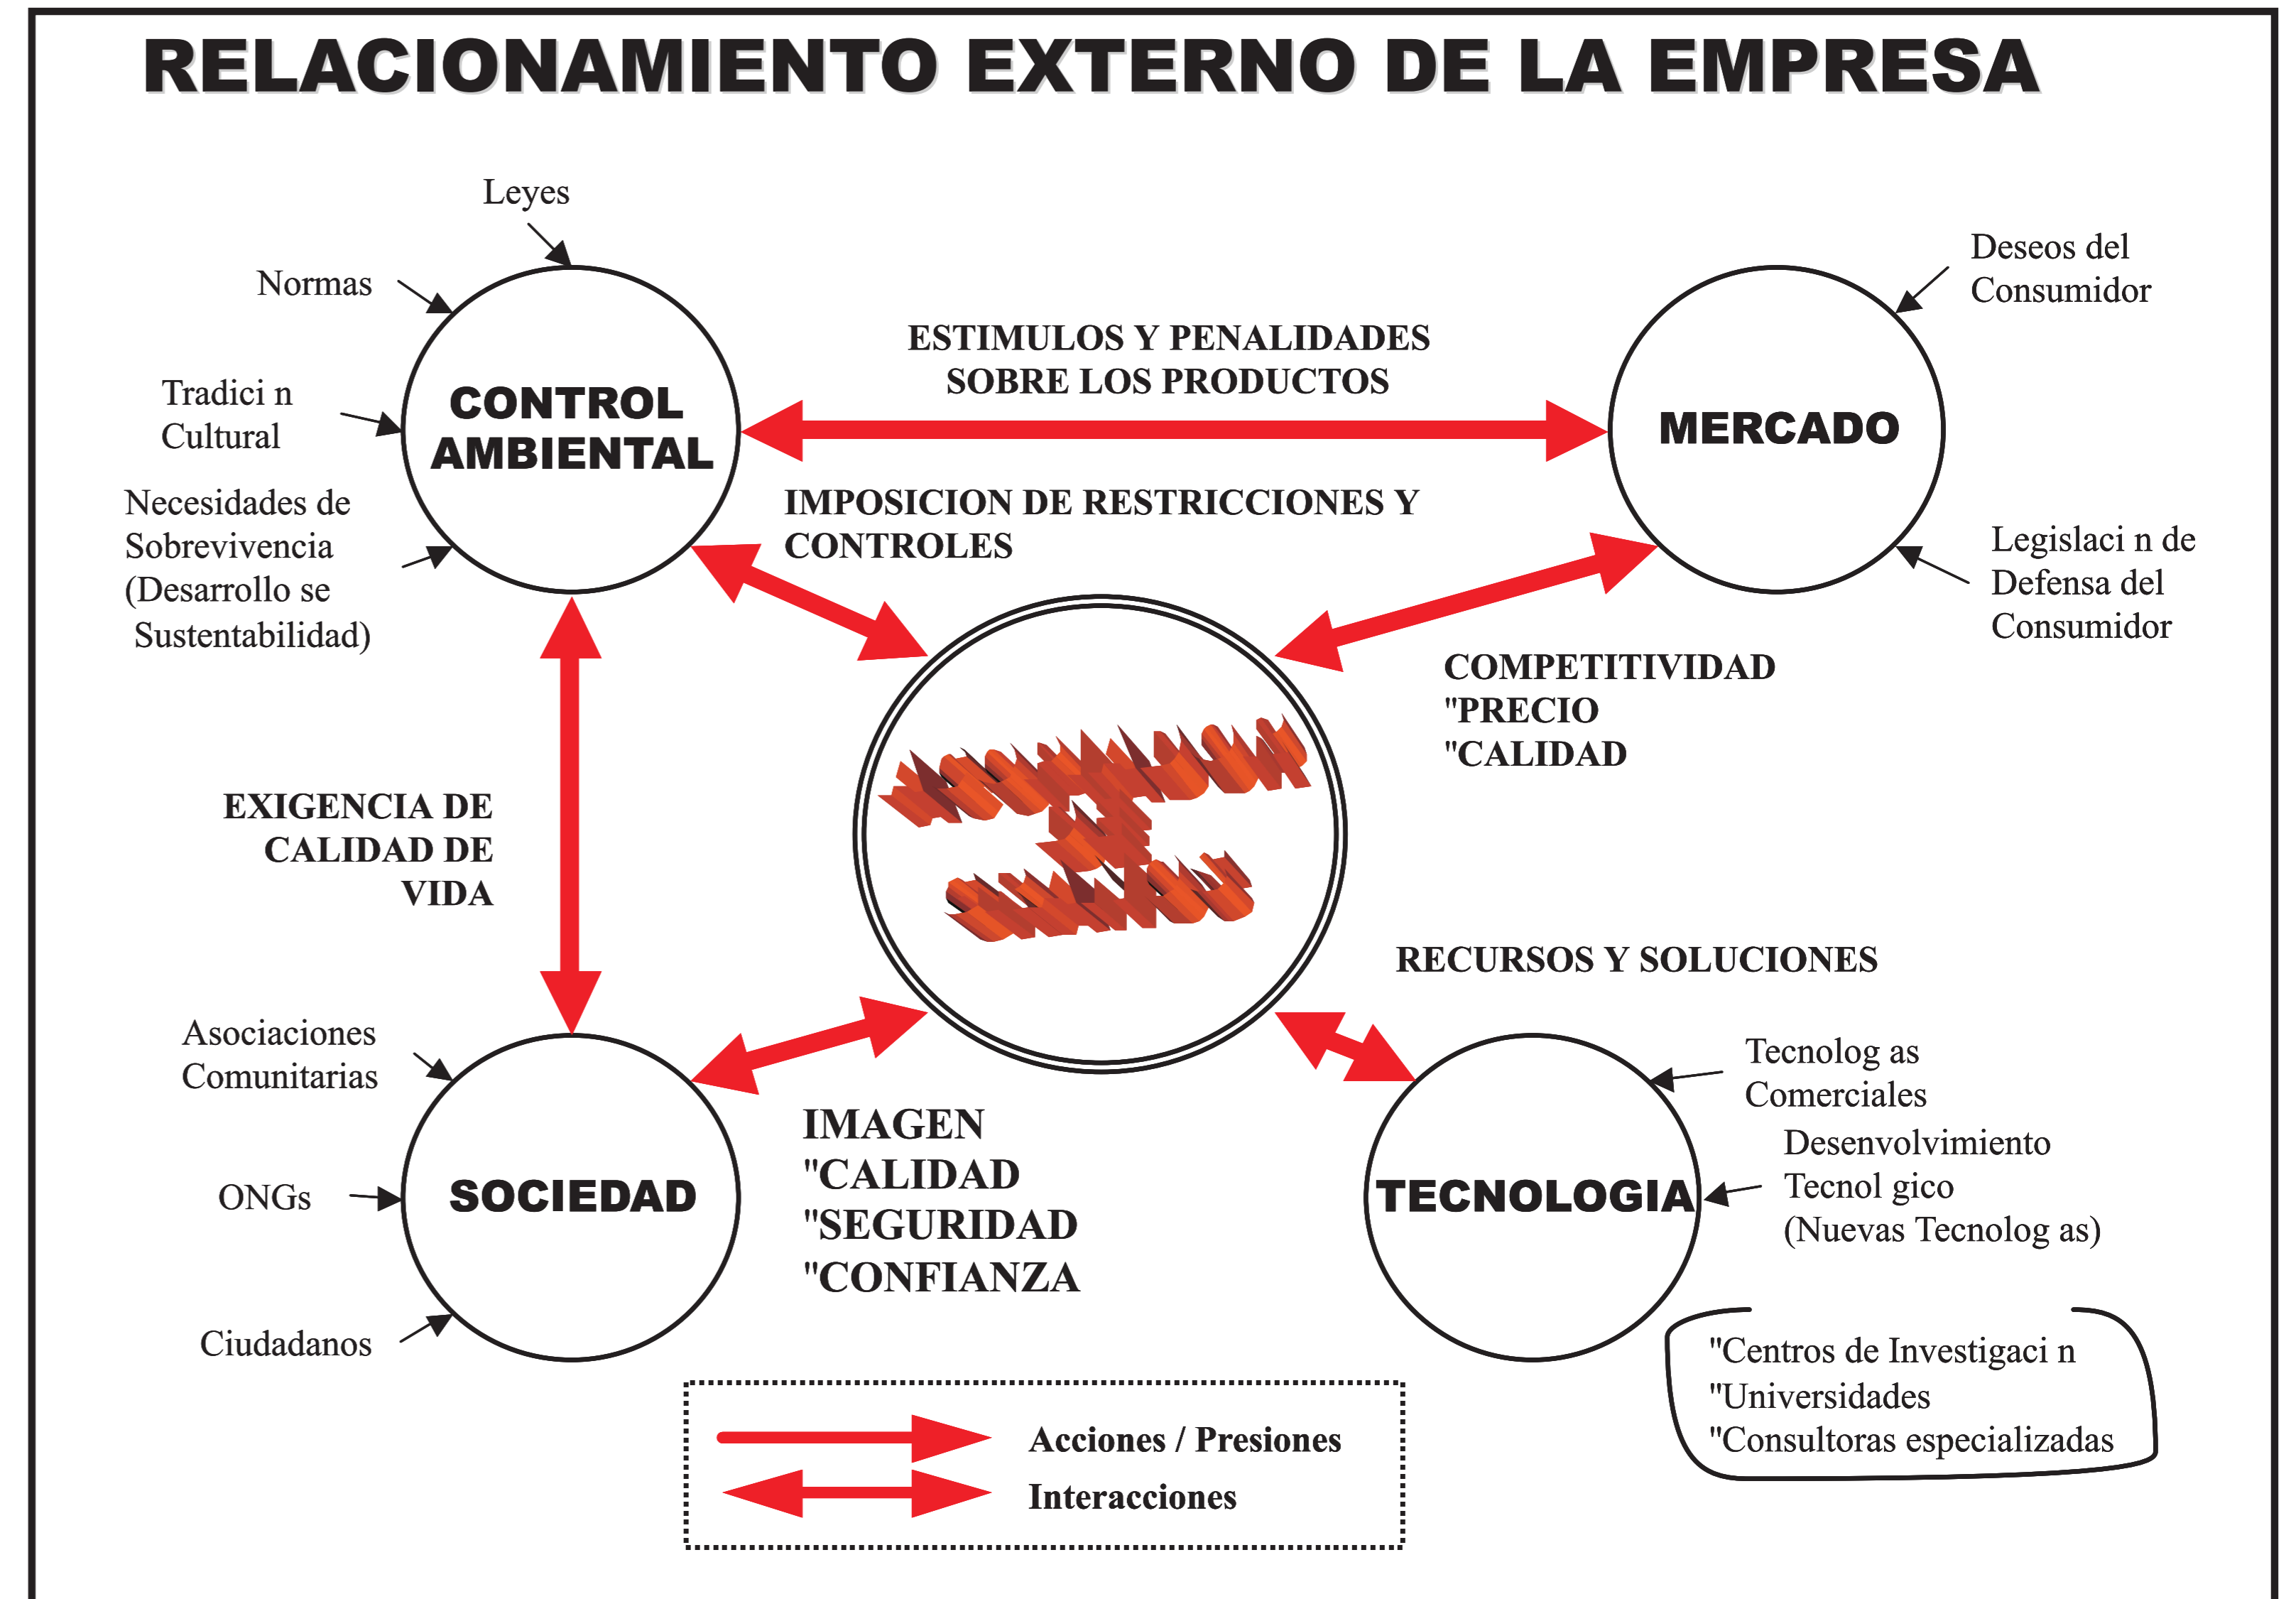 RELACIONAMIENTO EXTERNO DE LA EMPRESA
Leyes
Normas
Tradici n
Cultural
Necesidades de
Sobrevivencia
(Desarrollo se
Sustentabilidad)
CONTROL
AMBIENTAL
ESTIMULOS Y PENALIDADES
SOBRE LOS PRODUCTOS
MERCADO
Deseos del
Consumidor
Legislaci n de
Defensa del
Consumidor
IMPOSICION DE RESTRICCIONES Y
CONTROLES
COMPETITIVIDAD
"PRECIO
"CALIDAD
EXIGENCIA DE
CALIDAD DE
VIDA
RECURSOS Y SOLUCIONES
Asociaciones
Comunitarias
ONGs
Ciudadanos
SOCIEDAD
IMAGEN
"CALIDAD
"SEGURIDAD
"CONFIANZA
TECNOLOGIA
Tecnolog as
Comerciales
Desenvolvimiento
Tecnol gico
(Nuevas Tecnolog as)
"Centros de Investigaci n
"Universidades
"Consultoras especializadas
Acciones / Presiones
Interacciones